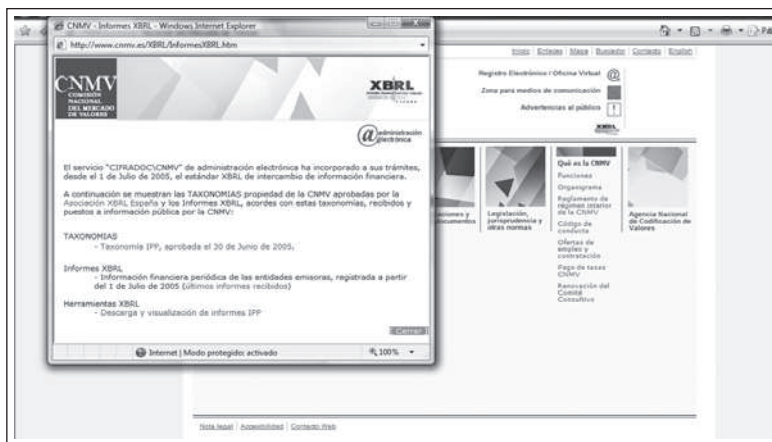 CNMV - Informes XBRL - Windows Internet Explorer
http://www.cnmv.es/XBRL/InformesXBRL.htm
CNMV
COMISIÓN
NACIONAL
DEL MERCADO
DE VALORES
XBRL
@administración
electrónica
El servicio "CIFRADOC\CNMV" de administración electrónica ha incorporado a sus trámites,
desde el 1 de Julio de 2005, el estándar XBRL de intercambio de información financiera.
A continuación se muestran las TAXONOMIAS propiedad de la CNMV aprobadas por la
Asociación XBRL España y los Informes XBRL, acordes con estas taxonomías, recibidos y
puestos a información pública por la CNMV:
TAXONOMIAS
- Taxonomía IPP, aprobada el 30 de Junio de 2005.
Informes XBRL
- Información financiera periódica de las entidades emisoras, registrada a partir
del 1 de Julio de 2005 (últimos informes recibidos)
Herramientas XBRL
- Descarga y visualización de informes IPP
[ Cerrar ]
Internet | Modo protegido: activado
100%
Inicio | Enlaces | Mapa | Buscador | Contacto | English
Registro Electrónico / Oficina Virtual @
Zona para medios de comunicación
Advertencias al público !
XBRL
aciones y
documentos
Legislación,
jurisprudencia y
otras normas
Qué es la CNMV
Funciones
Organigrama
Reglamento de
régimen interior
de la CNMV
Código de
conducta
Ofertas de
empleo y
contratación
Pago de tasas
CNMV
Renovación del
Comité
Consultivo
Agencia Nacional
de Codificación de
Valores
Nota legal | Accesibilidad | Contacto Web